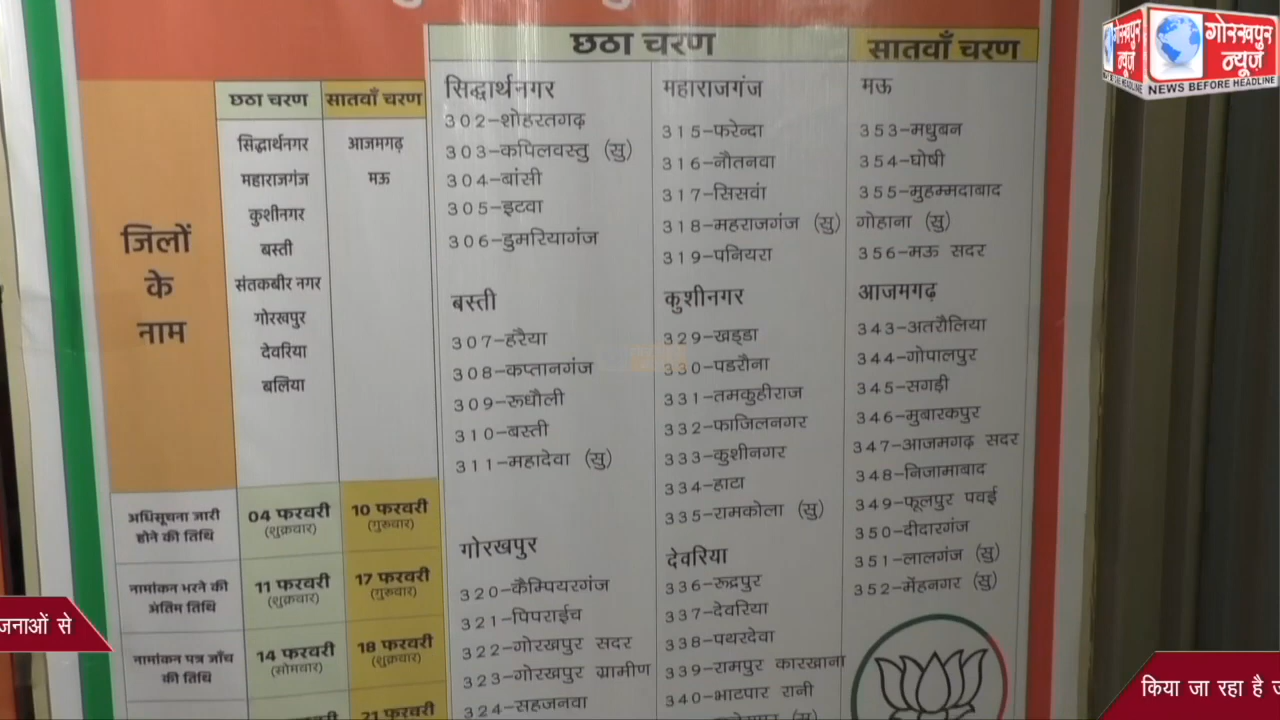 छठा चरण
सातवाँ चरण
छठा चरण
सातवाँ चरण
जिलों
के
नाम
सिद्धार्थनगर
महाराजगंज
कुशीनगर
बस्ती
संतकबीर नगर
गोरखपुर
देवरिया
बलिया
आजमगढ़
मऊ
अधिसूचना जारी
होने की तिथि
04 फरवरी
(शुक्रवार)
10 फरवरी
(गुरुवार)
नामांकन भरने की
अंतिम तिथि
11 फरवरी
(शुक्रवार)
17 फरवरी
(गुरुवार)
नामांकन पत्र जाँच
की तिथि
14 फरवरी
(सोमवार)
18 फरवरी
(शुक्रवार)
21 फरवरी
सिद्धार्थनगर
302-शोहरतगढ़
303-कपिलवस्तु (सु)
304-बांसी
305-इटवा
306-डुमरियागंज
बस्ती
307-हरैया
308-कप्तानगंज
309-रूधौली
310-बस्ती
311-महादेवा (सु)
गोरखपुर
320-कैम्पियरगंज
321-पिपराईच
322-गोरखपुर सदर
323-गोरखपुर ग्रामीण
324-सहजनवा
महाराजगंज
315-फरेन्दा
316-नौतनवा
317-सिसवां
318-महराजगंज (सु)
319-पनियरा
कुशीनगर
329-खड्डा
330-पडरौना
331-तमकुहीराज
332-फाजिलनगर
333-कुशीनगर
334-हाटा
335-रामकोला (सु)
देवरिया
336-रूद्रपुर
337-देवरिया
338-पथरदेवा
339-रामपुर कारखाना
340-भाटपार रानी
मऊ
353-मधुबन
354-घोषी
355-मुहम्मदाबाद
गोहाना (सु)
356-मऊ सदर
आजमगढ़
343-अतरौलिया
344-गोपालपुर
345-सगड़ी
346-मुबारकपुर
347-आजमगढ़ सदर
348-निजामाबाद
349-फूलपुर पवई
350-दीदारगंज
351-लालगंज (सु)
352-मेंहनगर (सु)
गोरखपुर
न्यूज़
NEWS BEFORE HEADLINE
जनाओं से
किया जा रहा है